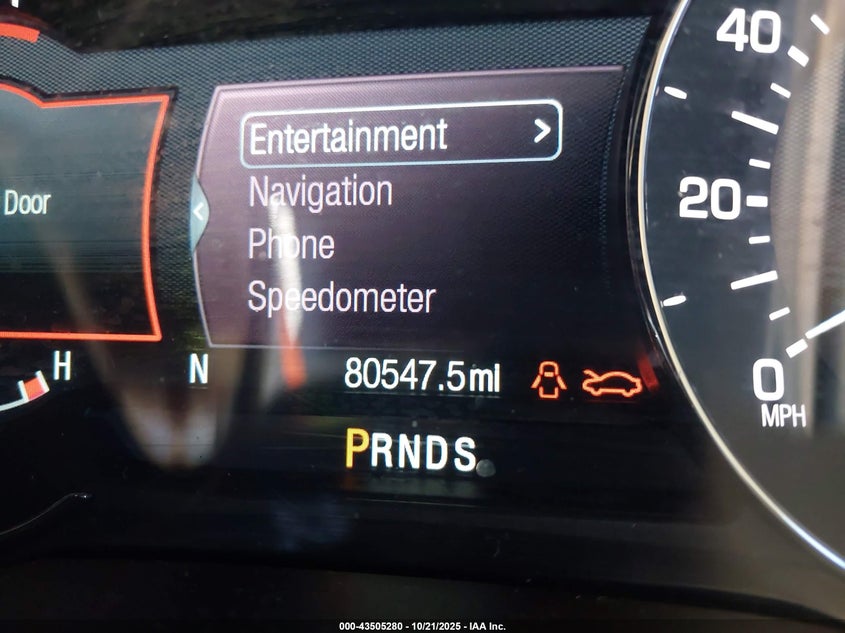 40
Entertainment >
Door
Navigation
20
Phone
Speedometer
H
N
80547.5mi
0
MPH
PRNDS
000-43505280 - 10/21/2025 - IAA Inc.